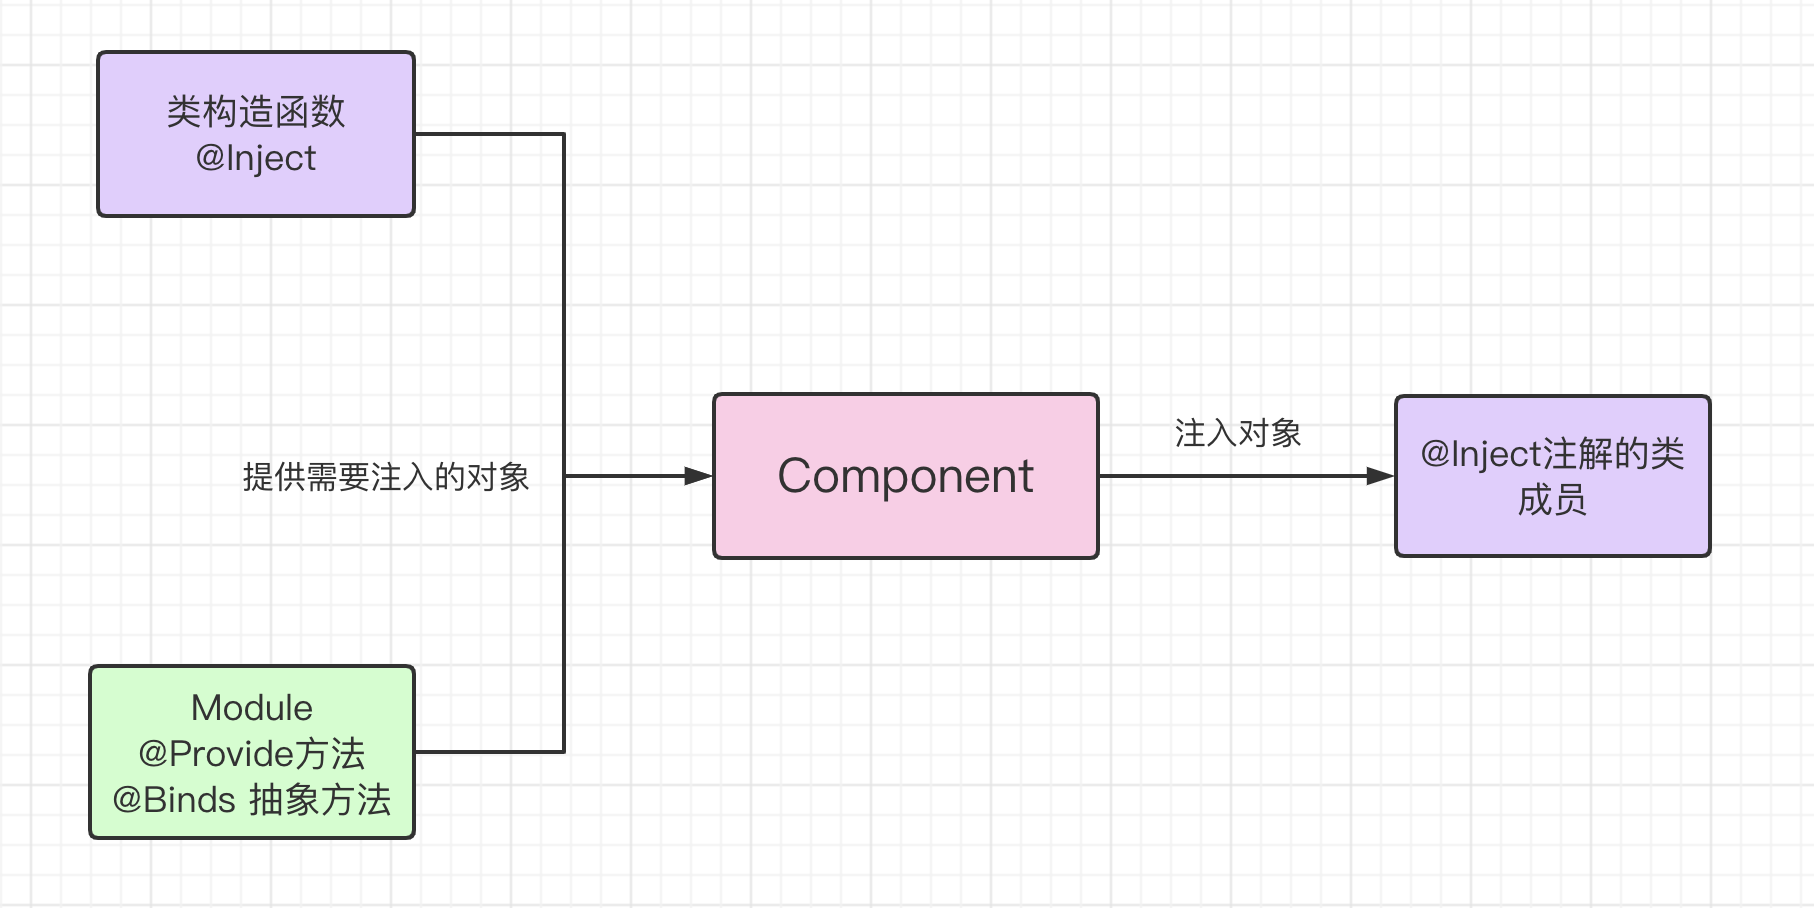 类构造函数
@Inject
提供需要注入的对象
Component
注入对象
@Inject注解的类
成员
Module
@Provide方法
@Binds 抽象方法